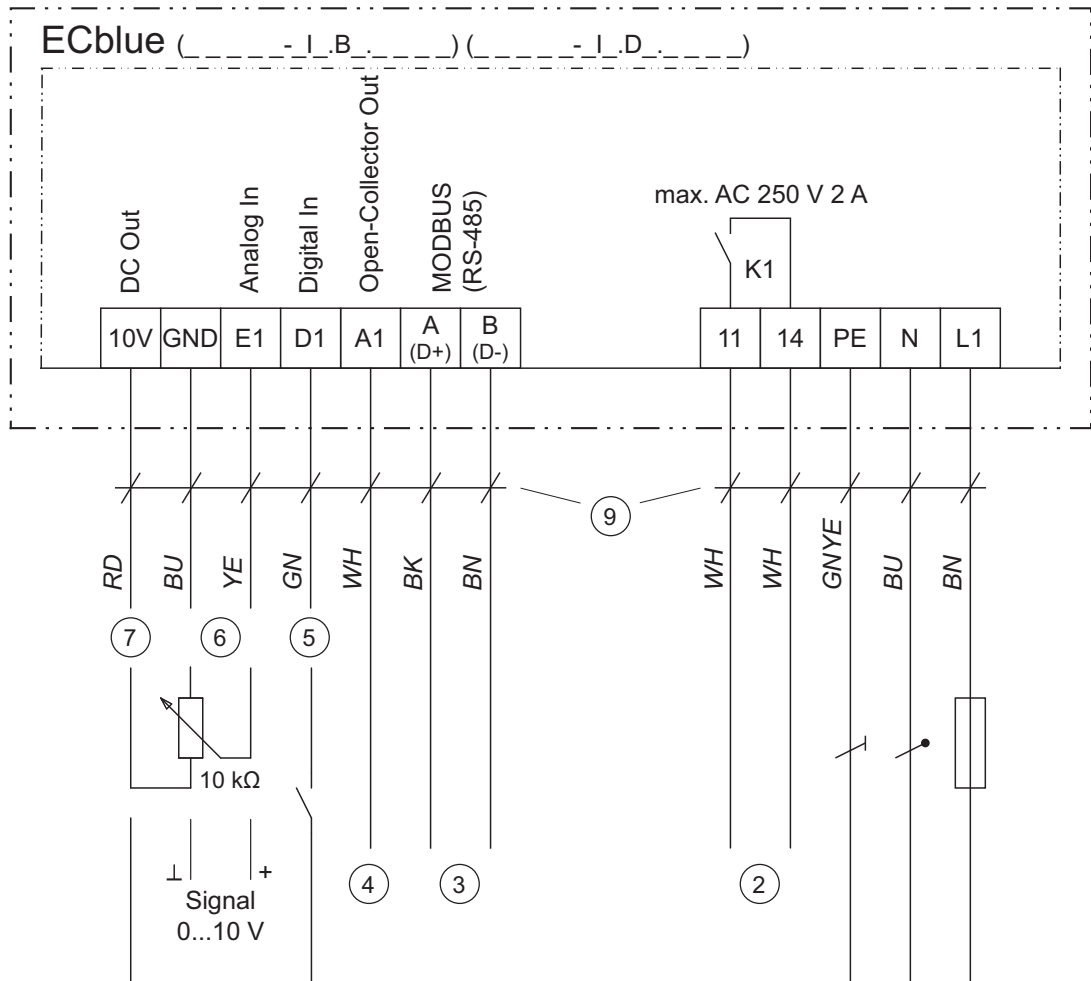 ECblue (_ _ _ _ _-_I_.B_._ _ _ _) (_ _ _ _ _-_I_.D_._ _ _ _)
DC Out
Analog In
Digital In
Open-Collector Out
MODBUS
(RS-485)
max. AC 250 V 2 A
K1
10V GND E1 D1 A1 A (D+) B (D-)
11 14 PE N L1
9
RD BU YE GN WH BK BN
WH WH GNYE BU BN
7 6 5
10 kΩ
⊥ +
Signal
0...10 V
4 3 2